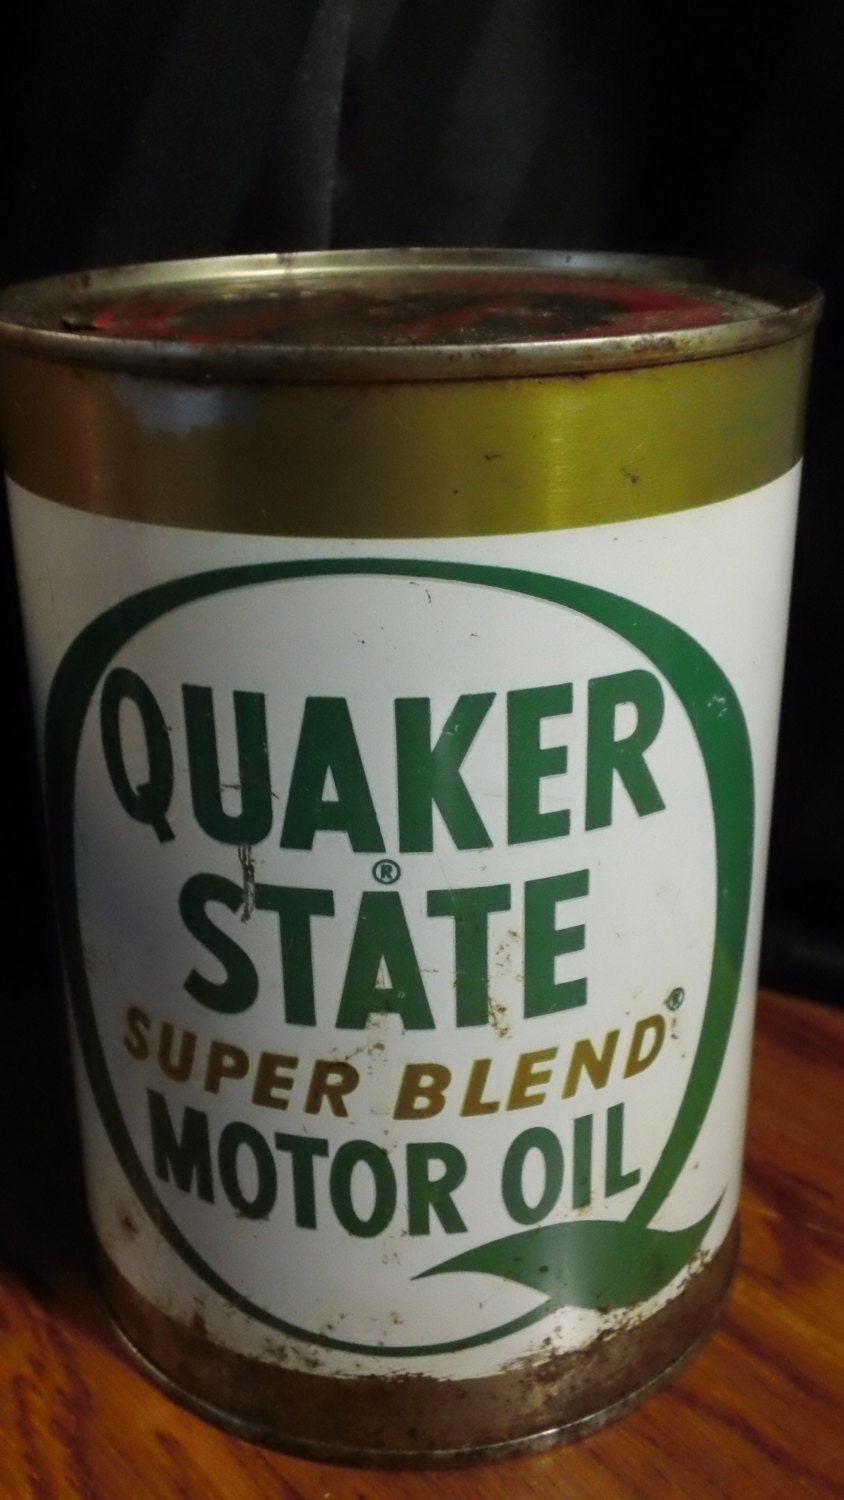 QUAKER
STATE®
SUPER BLEND®
MOTOR OIL